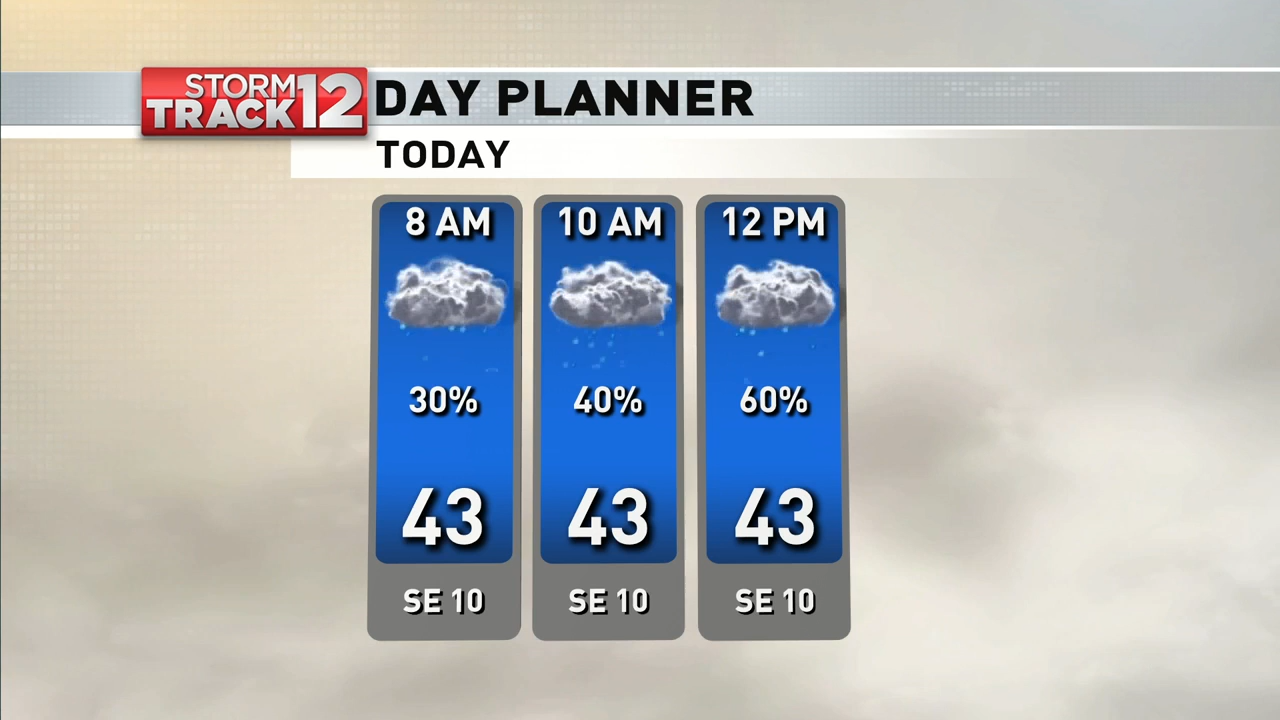 STORM
TRACK 12
DAY PLANNER
TODAY
8 AM
30%
43
SE 10
10 AM
40%
43
SE 10
12 PM
60%
43
SE 10